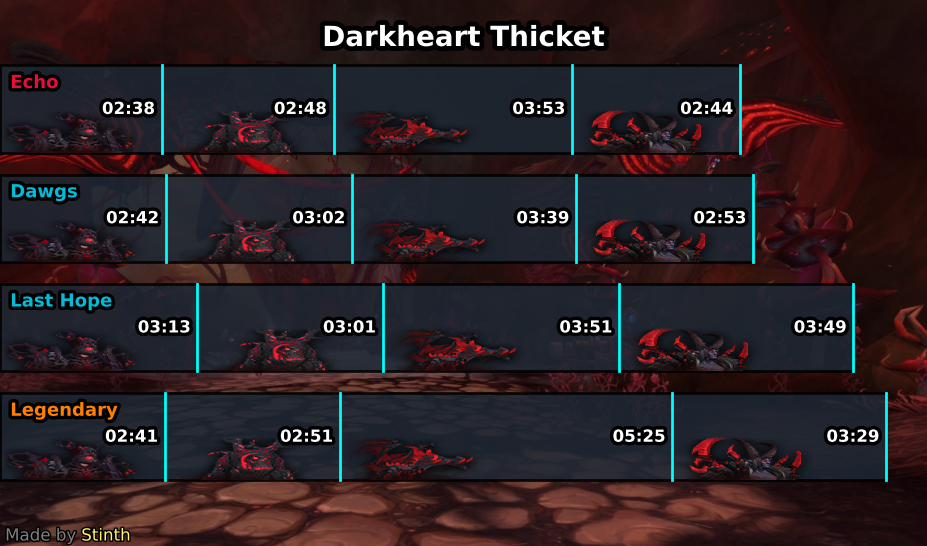 Darkheart Thicket
Echo
02:38 02:48 03:53 02:44
Dawgs
02:42 03:02 03:39 02:53
Last Hope
03:13 03:01 03:51 03:49
Legendary
02:41 02:51 05:25 03:29
Made by Stinth